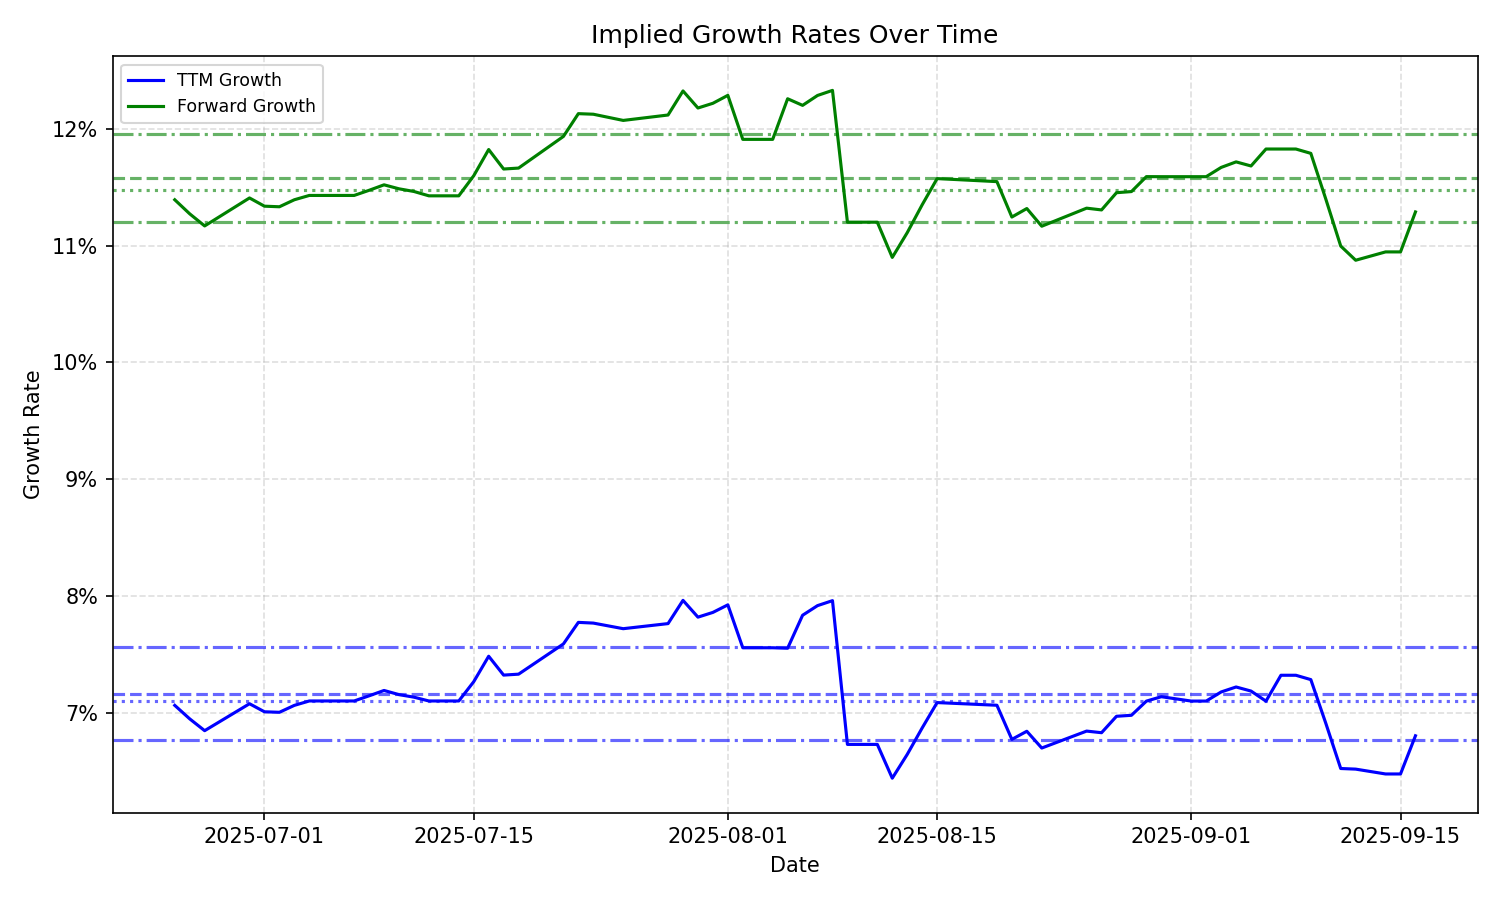 Implied Growth Rates Over Time
TTM Growth
Forward Growth
12%
11%
10%
9%
8%
7%
Growth Rate
2025-07-01
2025-07-15
2025-08-01
2025-08-15
2025-09-01
2025-09-15
Date